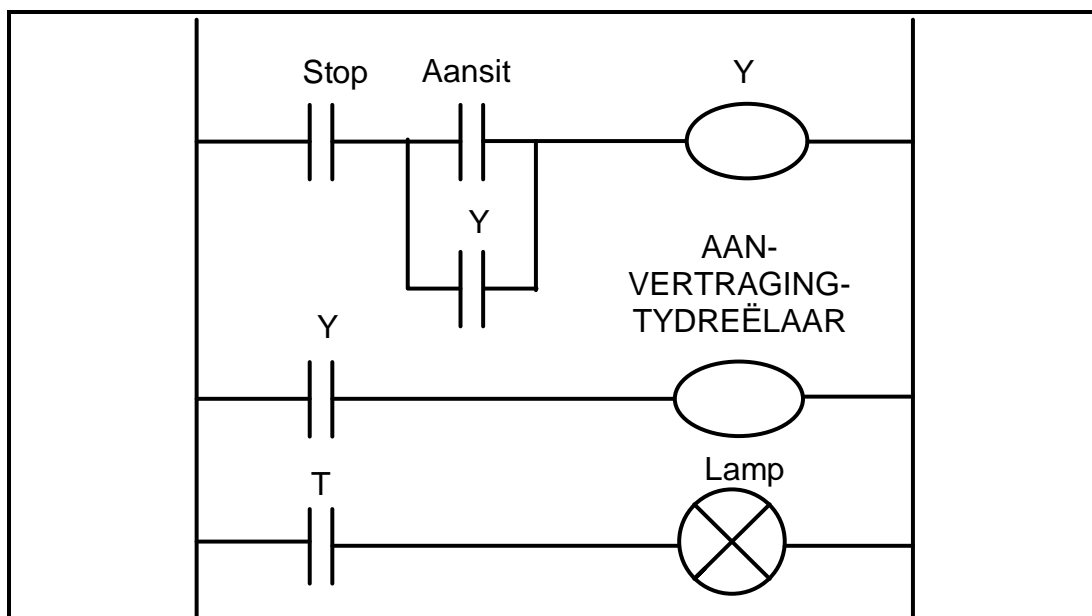 Stop Aansit Y
Y
AAN-
VERTRAGING-
TYDREËLAAR
Y
Lamp
T